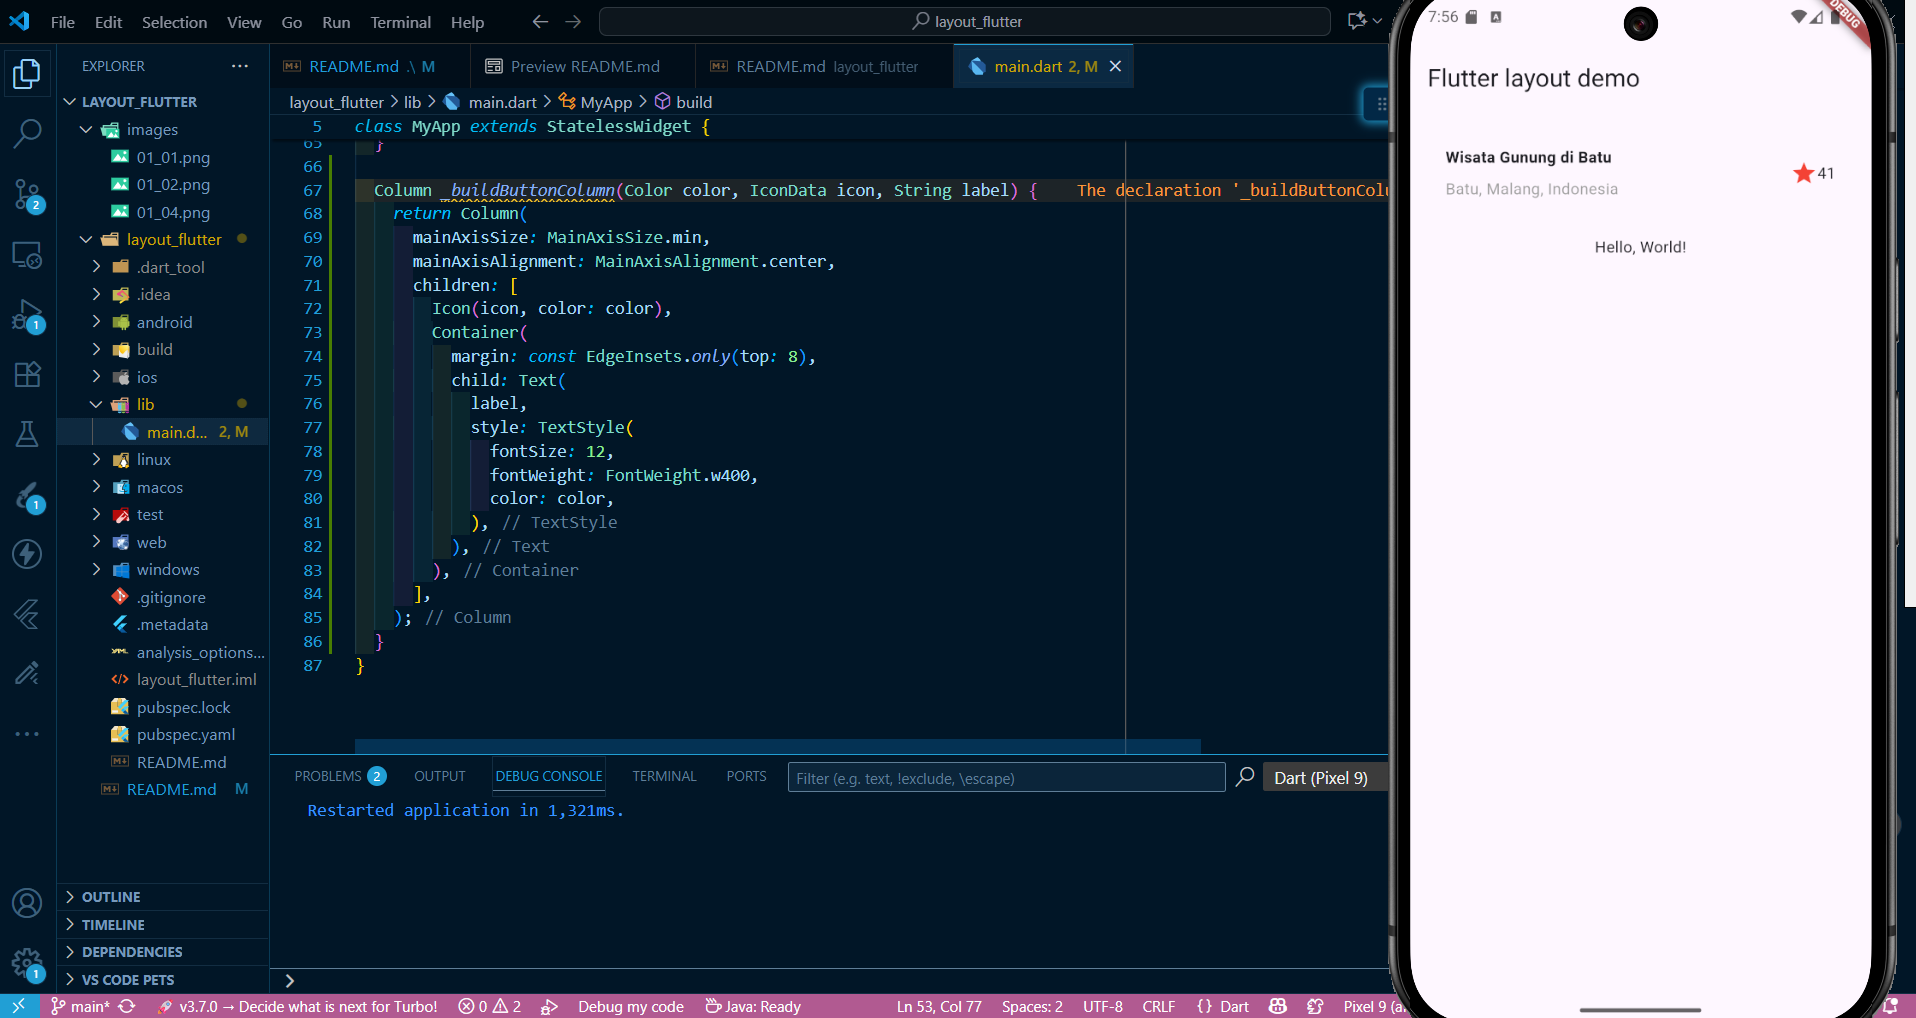 File Edit Selection View Go Run Terminal Help
layout_flutter
EXPLORER
LAYOUT_FLUTTER
images
01_01.png
01_02.png
01_04.png
layout_flutter
.dart_tool
.idea
android
build
ios
lib
main.d... 2, M
linux
macos
test
web
windows
.gitignore
.metadata
analysis_options...
layout_flutter.iml
pubspec.lock
pubspec.yaml
README.md
README.md M
OUTLINE
TIMELINE
DEPENDENCIES
VS CODE PETS
2
1
1
1
README.md .\ M
Preview README.md
README.md layout_flutter
main.dart 2, M
layout_flutter > lib > main.dart > MyApp > build
5 class MyApp extends StatelessWidget {
65 }
66
67 Column _buildButtonColumn(Color color, IconData icon, String label) { The declaration '_buildButtonColu
68 return Column(
69 mainAxisSize: MainAxisSize.min,
70 mainAxisAlignment: MainAxisAlignment.center,
71 children: [
72 Icon(icon, color: color),
73 Container(
74 margin: const EdgeInsets.only(top: 8),
75 child: Text(
76 label,
77 style: TextStyle(
78 fontSize: 12,
79 fontWeight: FontWeight.w400,
80 color: color,
81 ), // TextStyle
82 ), // Text
83 ), // Container
84 ],
85 ); // Column
86 }
87 }
PROBLEMS 2 OUTPUT DEBUG CONSOLE TERMINAL PORTS
Filter (e.g. text, !exclude, \escape)
Dart (Pixel 9)
Restarted application in 1,321ms.
main*
v3.7.0 → Decide what is next for Turbo!
0 2
Debug my code
Java: Ready
Ln 53, Col 77
Spaces: 2
UTF-8
CRLF
{} Dart
Pixel 9 (a
7:56
A
DEBUG
Flutter layout demo
Wisata Gunung di Batu
Batu, Malang, Indonesia
41
Hello, World!